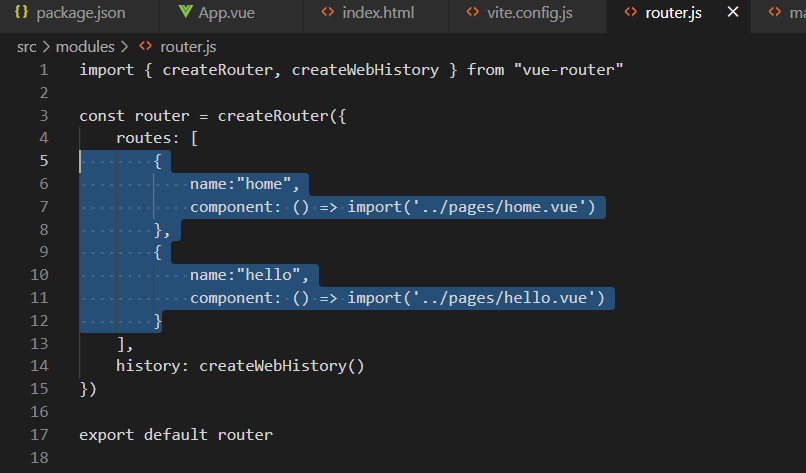 package.json App.vue index.html vite.config.js router.js ma
src > modules > router.js
1 import { createRouter, createWebHistory } from "vue-router"
2
3 const router = createRouter({
4 routes: [
5 {
6 name:"home",
7 component: () => import('../pages/home.vue')
8 },
9 {
10 name:"hello",
11 component: () => import('../pages/hello.vue')
12 }
13 ],
14 history: createWebHistory()
15 })
16
17 export default router
18